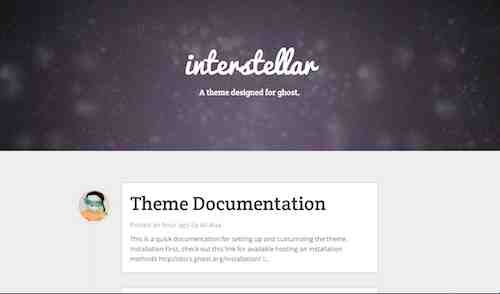 interstellar
A theme designed for ghost.
Theme Documentation
Posted an hour ago by Ali Alaa
This is a quick documentation for setting up and customizing the theme.
Installation First, check out this link for available hosting an installation
methods http://docs.ghost.org/installation/